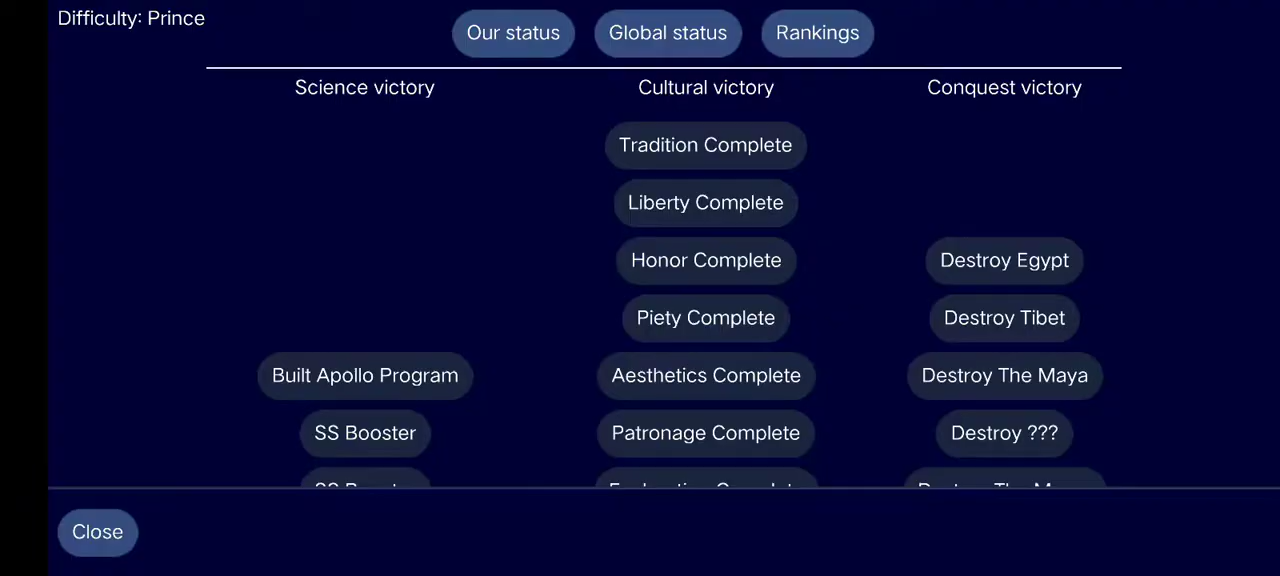 Difficulty: Prince
Our status
Global status
Rankings
Science victory
Cultural victory
Conquest victory
Tradition Complete
Liberty Complete
Honor Complete
Destroy Egypt
Piety Complete
Destroy Tibet
Built Apollo Program
Aesthetics Complete
Destroy The Maya
SS Booster
Patronage Complete
Destroy ???
Close